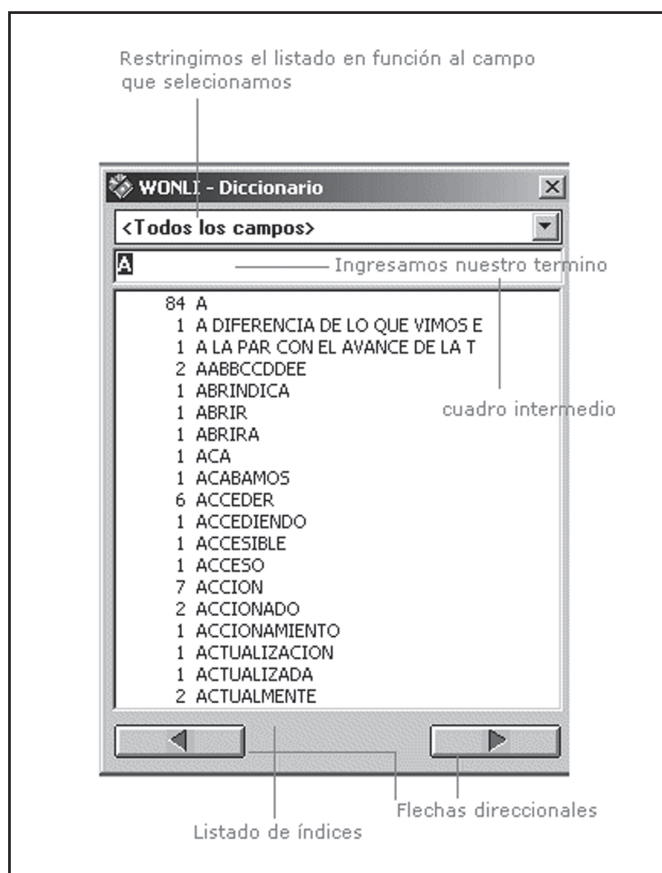 Restringimos el listado en función al campo
que selecionamos
WONLI - Diccionario
<Todos los campos>
A
Ingresamos nuestro termino
84 A
1 A DIFERENCIA DE LO QUE VIMOS E
1 A LA PAR CON EL AVANCE DE LA T
2 AABBCCDDEE
1 ABRINDICA
1 ABRIR
1 ABRIRA
1 ACA
1 ACABAMOS
6 ACCEDER
1 ACCEDIENDO
1 ACCESIBLE
1 ACCESO
7 ACCION
2 ACCIONADO
1 ACCIONAMIENTO
1 ACTUALIZACION
1 ACTUALIZADA
2 ACTUALMENTE
cuadro intermedio
Flechas direccionales
Listado de índices